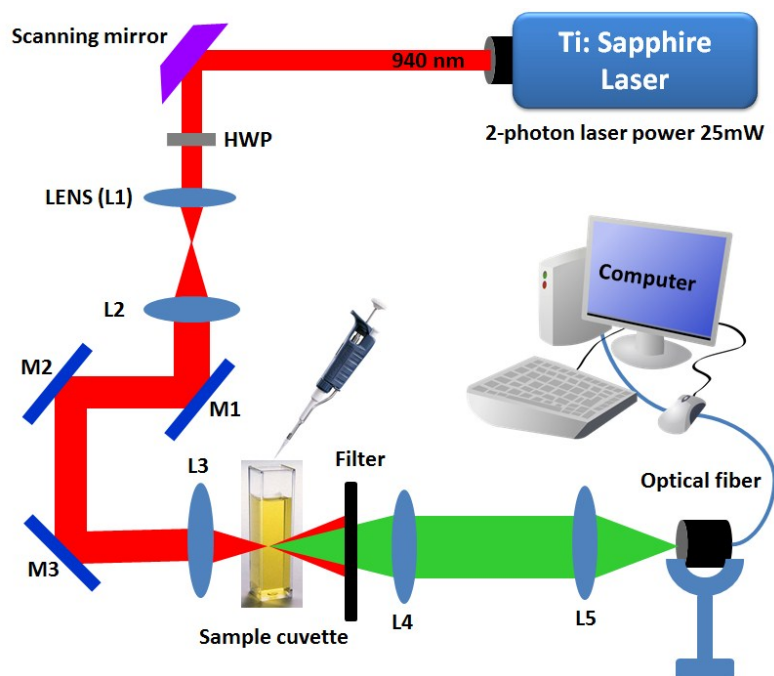 Scanning mirror
940 nm
Ti: Sapphire
Laser
2-photon laser power 25mW
HWP
LENS (L1)
L2
Computer
M2
M1
L3
Filter
Optical fiber
M3
Sample cuvette
L4
L5